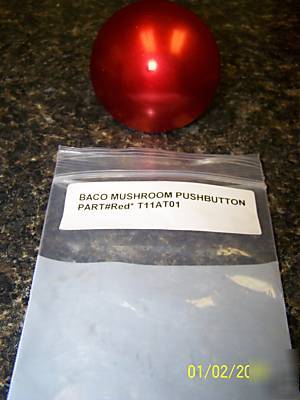 BACO MUSHROOM PUSHBUTTON
PART#Red* T11AT01
01/02/20